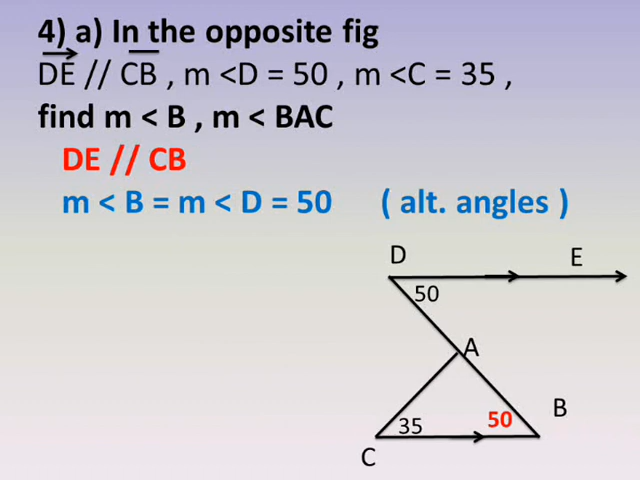 4) a) In the opposite fig
DE // CB , m <D = 50 , m <C = 35 ,
find m < B , m < BAC
DE // CB
m < B = m < D = 50 ( alt. angles )
D
E
50
A
B
35
50
C